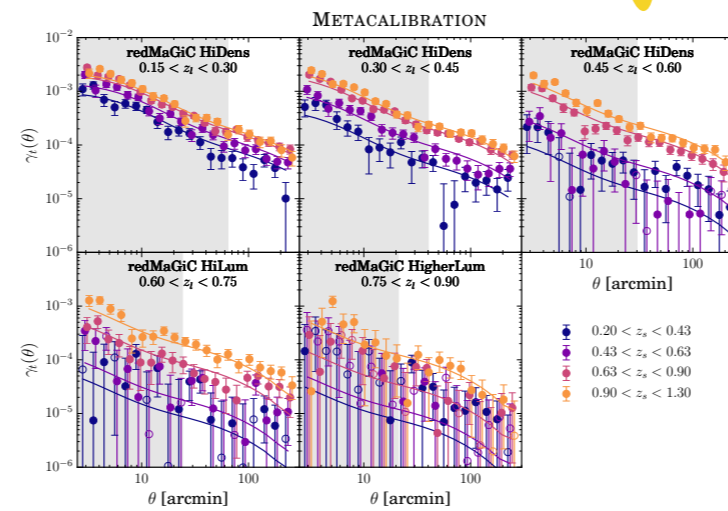 METACALIBRATION
redMaGiC HiDens
0.15 < z_l < 0.30
redMaGiC HiDens
0.30 < z_l < 0.45
redMaGiC HiDens
0.45 < z_l < 0.60
10⁻²
10⁻³
10⁻⁴
10⁻⁵
10⁻⁶
γ_t(θ)
10
100
θ [arcmin]
redMaGiC HiLum
0.60 < z_l < 0.75
redMaGiC HigherLum
0.75 < z_l < 0.90
10⁻³
10⁻⁴
10⁻⁵
10⁻⁶
γ_t(θ)
0.20 < z_s < 0.43
0.43 < z_s < 0.63
0.63 < z_s < 0.90
0.90 < z_s < 1.30
10
100
10
100
θ [arcmin]
θ [arcmin]